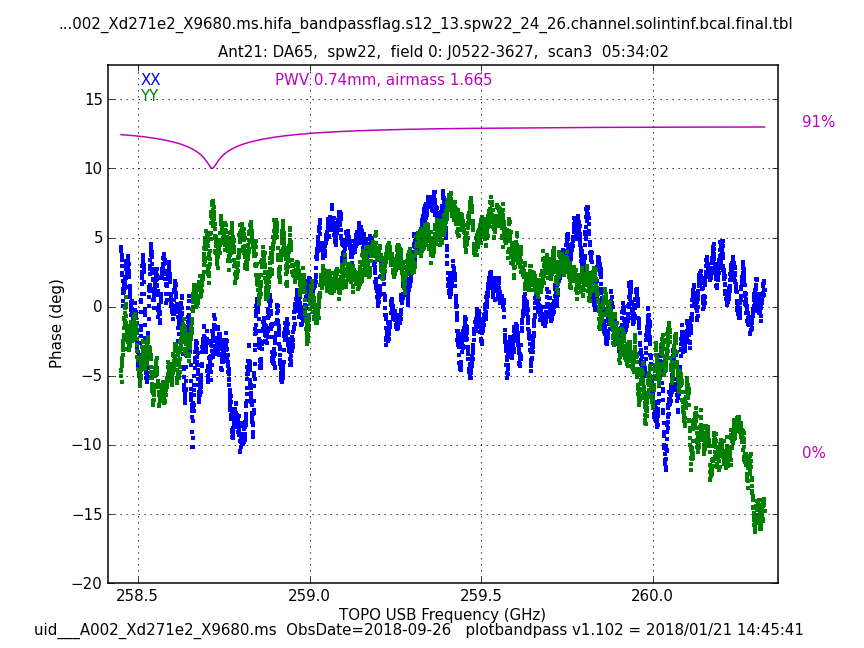 ...002_Xd271e2_X9680.ms.hifa_bandpassflag.s12_13.spw22_24_26.channel.solintinf.bcal.final.tbl
Ant21: DA65,  spw22,  field 0: J0522-3627,  scan3  05:34:02
XX
YY
PWV 0.74mm, airmass 1.665
15
10
5
0
−5
−10
−15
−20
Phase (deg)
91%
0%
258.5
259.0
259.5
260.0
TOPO USB Frequency (GHz)
uid___A002_Xd271e2_X9680.ms  ObsDate=2018-09-26   plotbandpass v1.102 = 2018/01/21 14:45:41